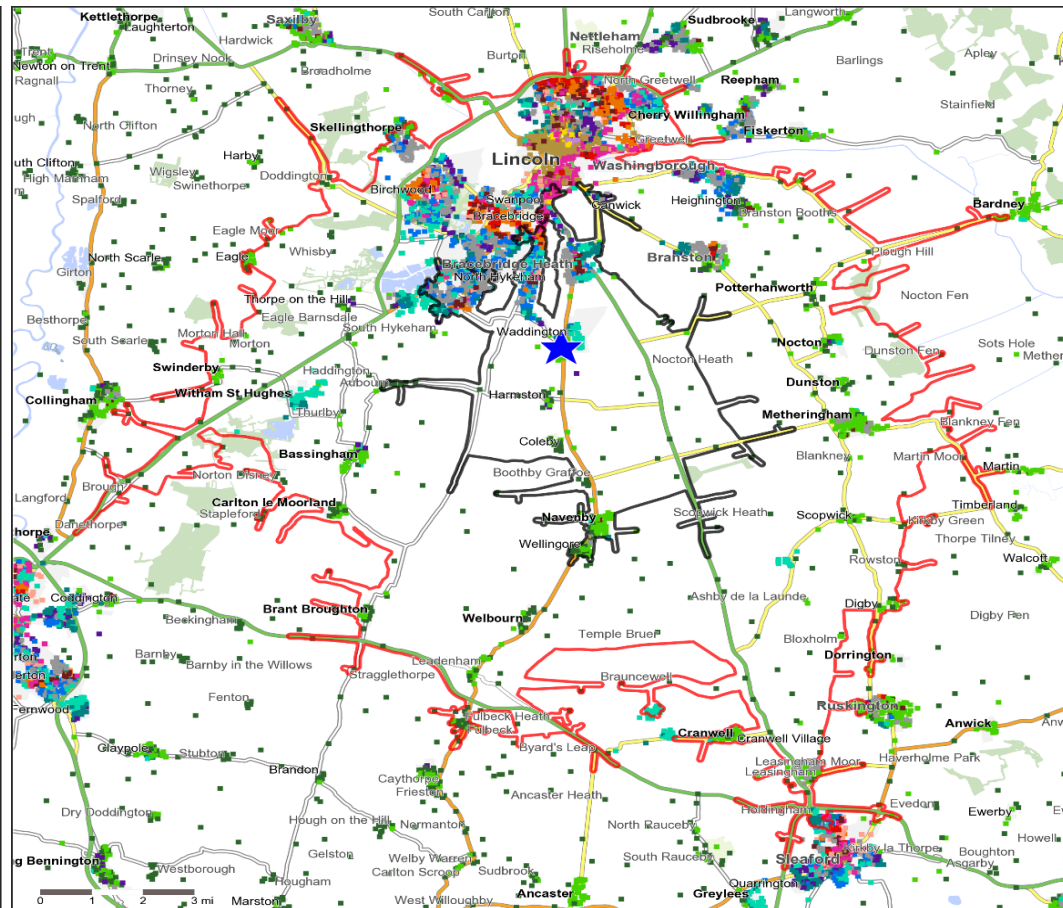 Kettlethorpe
Laughterton
Saxilby
South Carlton
Sudbrooke
Langworth
Hardwick
Nettleham
Riseholme
Burton
Drinsey Nook
Newton on Trent
Broadholme
Reepham
Barlings
Apley
Ragnall
Thorney
North Greetwell
Cherry Willingham
Stainfield
North Clifton
Skellingthorpe
Greetwell
Fiskerton
Harby
Lincoln
Washingborough
Wigsley
Doddington
Swinethorpe
Birchwood
Spalford
Swanpool
Canwick
Heighington
Bracebridge
Branston Booths
Bardney
Eagle Moor
Whisby
Plough Hill
North Scarle
Eagle
Bracebridge Heath
Branston
Girton
North Hykeham
Potterhanworth
Nocton Fen
Thorpe on the Hill
Besthorpe
Eagle Barnsdale
South Hykeham
Waddington
Morton Hall
Morton
South Scarle
Nocton
Sots Hole
Dunston Fen
Nocton Heath
Swinderby
Haddington
Aubourn
Dunston
Collingham
Witham St Hughes
Harmston
Thurlby
Metheringham
Blankney Fen
Coleby
Bassingham
Blankney
Martin Moor
Martin
Boothby Graffoe
Norton Disney
Langford
Brough
Carlton le Moorland
Stapleford
Timberland
Danethorpe
Navenby
Scopwick Heath
Scopwick
Kirkby Green
Thorpe Tilney
Wellingore
Rowston
Walcott
Coddington
Ashby de la Launde
Digby
Digby Fen
Brant Broughton
Beckingham
Welbourn
Temple Bruer
Bloxholm
Barnby
Barnby in the Willows
Leadenham
Dorrington
Stragglethorpe
Brauncewell
Fenton
Ruskington
Fernwood
Fulbeck Heath
Fulbeck
Anwick
Cranwell
Cranwell Village
Claypole
Stubton
Byard's Leap
Leasingham Moor
Leasingham
Haverholme Park
Brandon
Caythorpe
Frieston
Ancaster Heath
Holdingham
Evedon
Ewerby
Dry Doddington
Hough on the Hill
Normanton
North Rauceby
Kirkby la Thorpe
Howell
Gelston
Sleaford
Boughton
Asgarby
Westborough
Welby Warren
Carlton Scroop
South Rauceby
Hougham
Sudbrook
Quarrington
Marston
West Willoughby
Ancaster
Greylees
0 1 2 3 mi